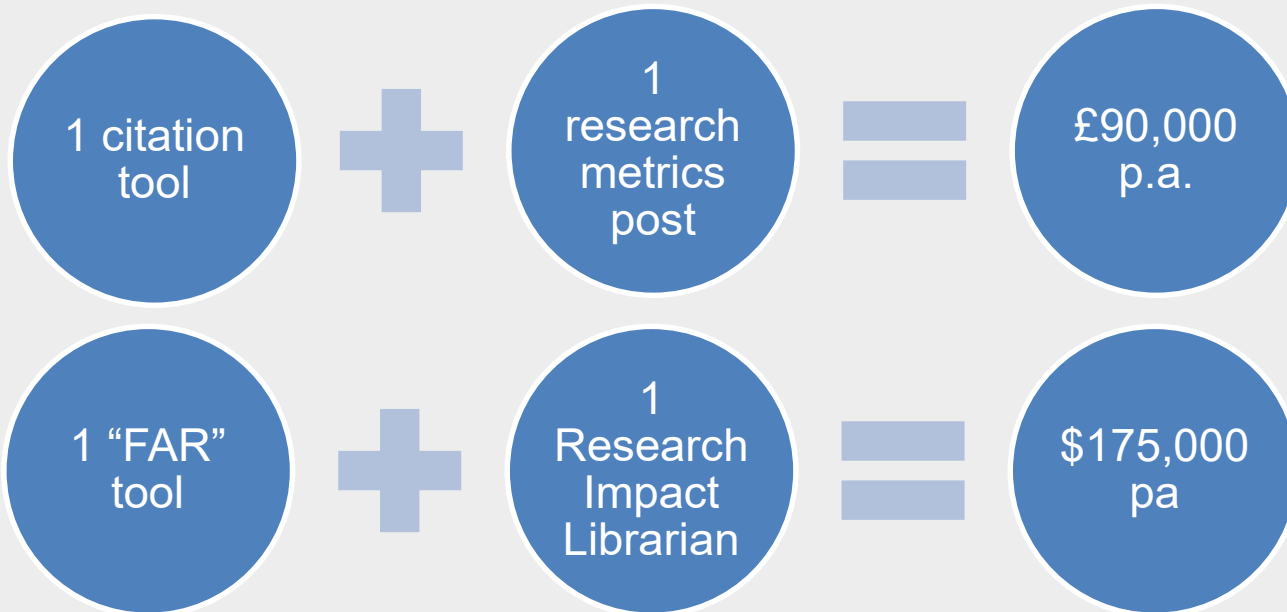 1 citation
tool
1
research
metrics
post
£90,000
p.a.
1 “FAR”
tool
1
Research
Impact
Librarian
$175,000
pa